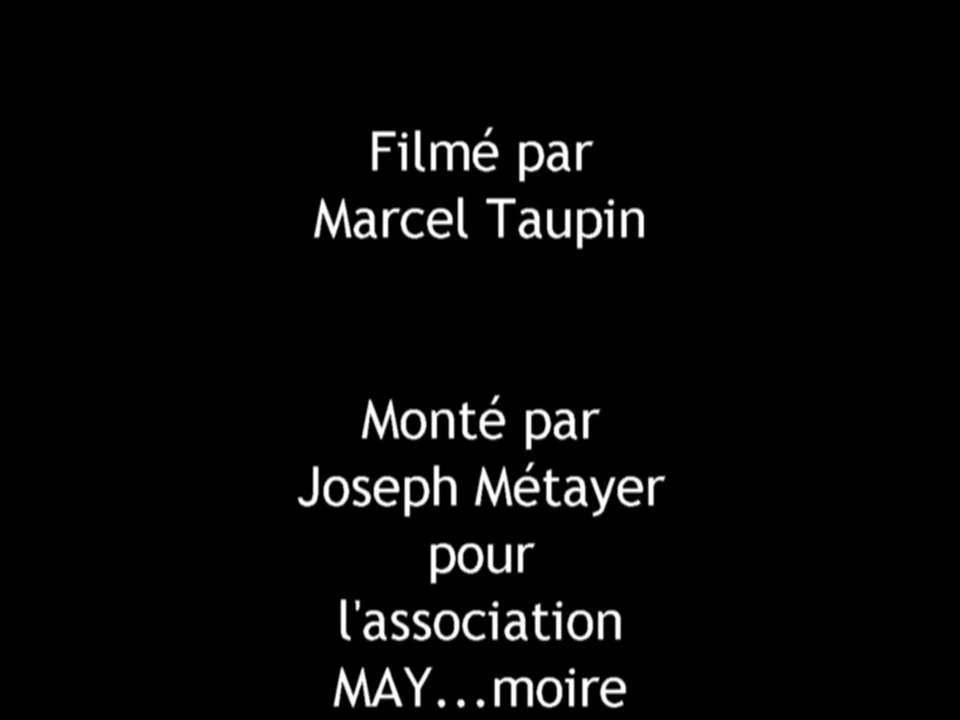 Filmé par
Marcel Taupin
Monté par
Joseph Métayer
pour
l'association
MAY...moire